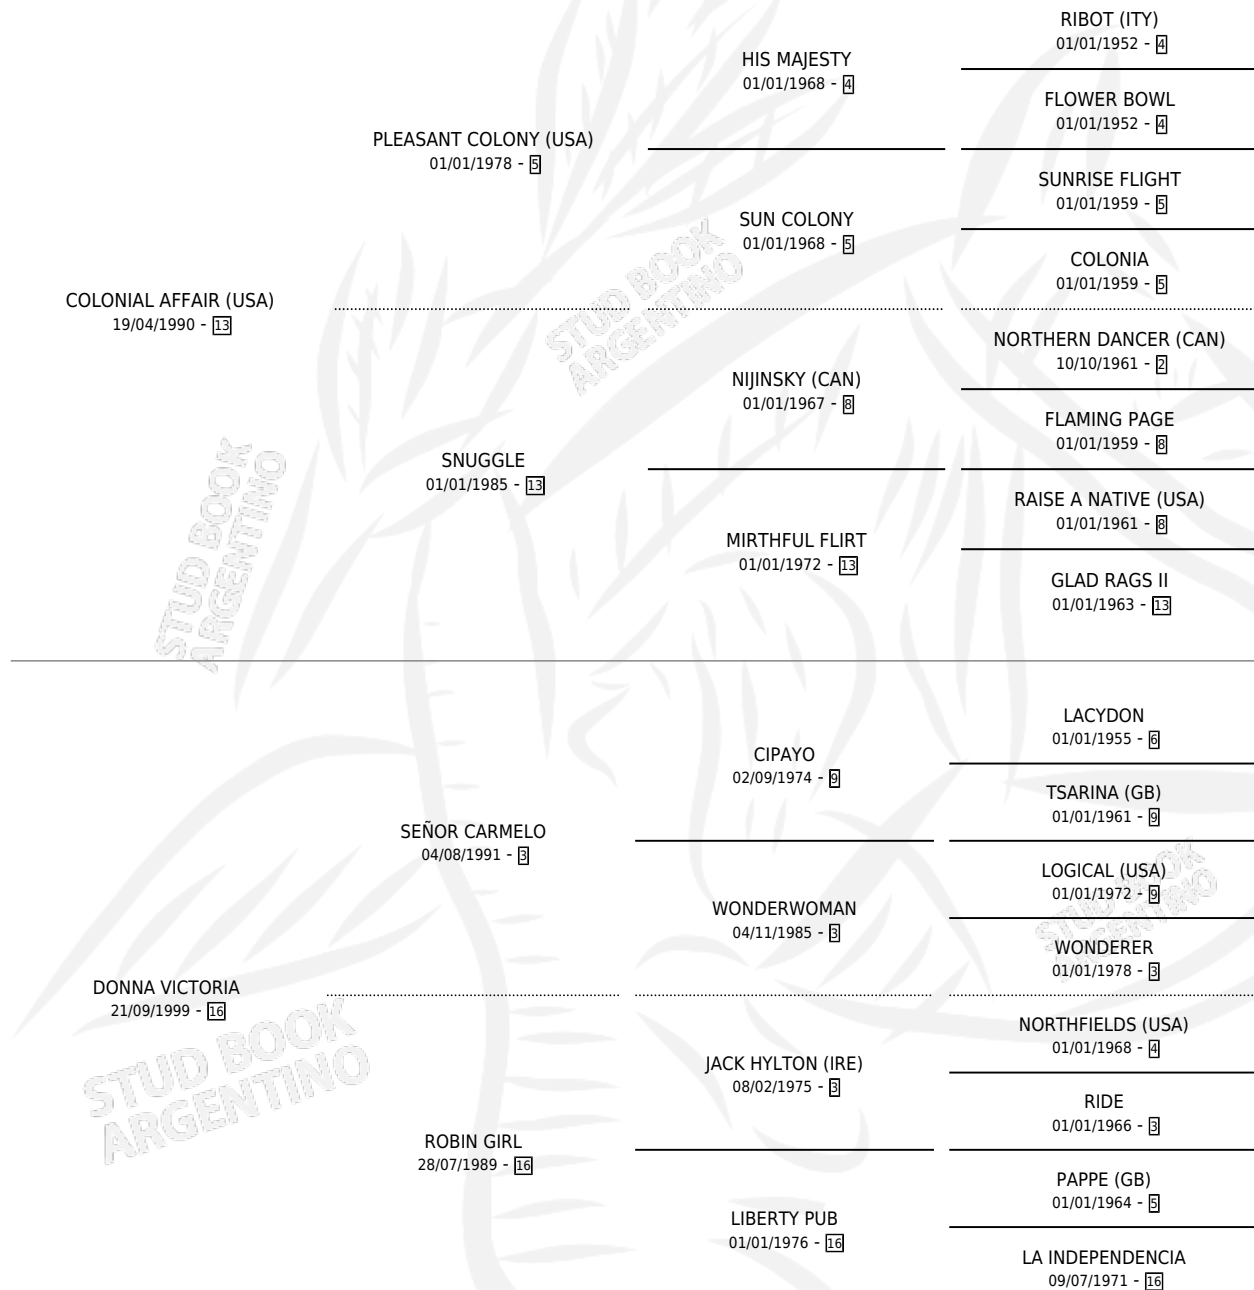 RIBOT (ITY)
01/01/1952 - 4
HIS MAJESTY
01/01/1968 - 4
FLOWER BOWL
01/01/1952 - 4
PLEASANT COLONY (USA)
01/01/1978 - 5
SUNRISE FLIGHT
01/01/1959 - 5
SUN COLONY
01/01/1968 - 5
COLONIA
01/01/1959 - 5
COLONIAL AFFAIR (USA)
19/04/1990 - 13
NORTHERN DANCER (CAN)
10/10/1961 - 2
NIJINSKY (CAN)
01/01/1967 - 8
FLAMING PAGE
01/01/1959 - 8
SNUGGLE
01/01/1985 - 13
RAISE A NATIVE (USA)
01/01/1961 - 8
MIRTHFUL FLIRT
01/01/1972 - 13
GLAD RAGS II
01/01/1963 - 13
LACYDON
01/01/1955 - 6
CIPAYO
02/09/1974 - 9
TSARINA (GB)
01/01/1961 - 9
SEÑOR CARMELO
04/08/1991 - 3
LOGICAL (USA)
01/01/1972 - 9
WONDERWOMAN
04/11/1985 - 3
WONDERER
01/01/1978 - 3
DONNA VICTORIA
21/09/1999 - 16
NORTHFIELDS (USA)
01/01/1968 - 4
JACK HYLTON (IRE)
08/02/1975 - 3
RIDE
01/01/1966 - 3
ROBIN GIRL
28/07/1989 - 16
PAPPE (GB)
01/01/1964 - 5
LIBERTY PUB
01/01/1976 - 16
LA INDEPENDENCIA
09/07/1971 - 16
STUD BOOK
ARGENTINO
STUD BOOK
ARGENTINO
STUD BOOK
ARGENTINO
STUD BOOK
ARGENTINO